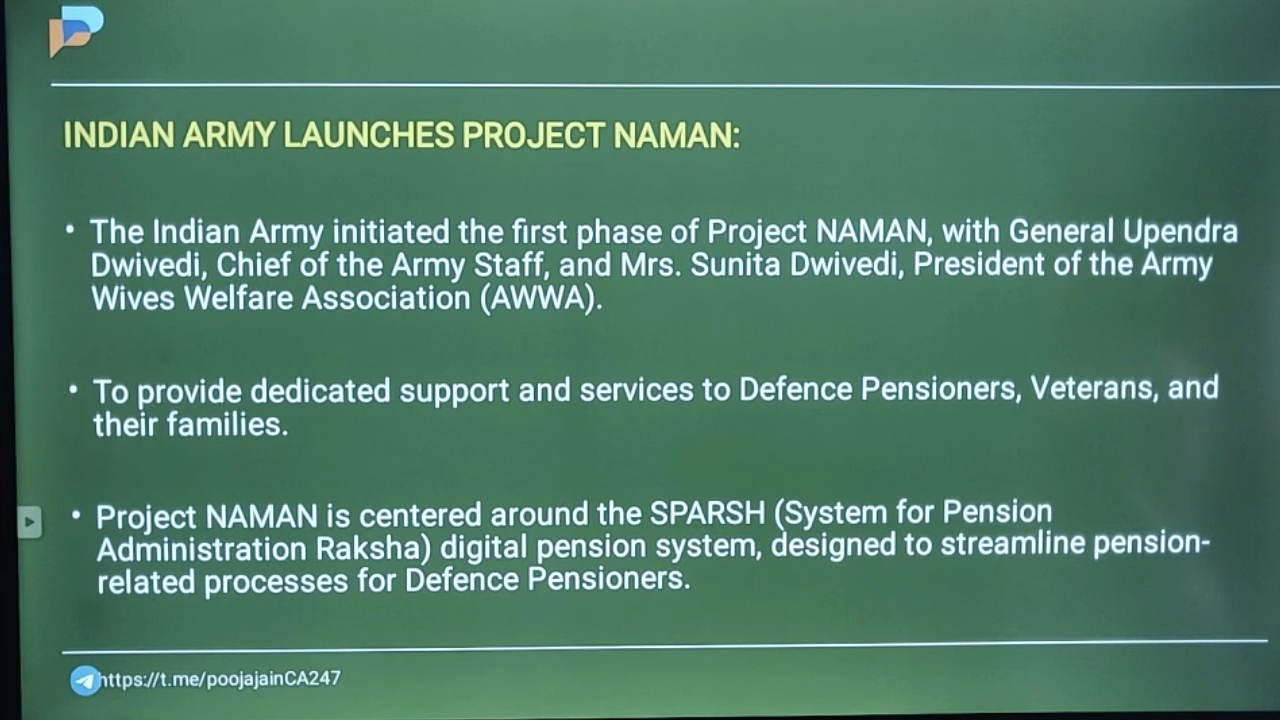 INDIAN ARMY LAUNCHES PROJECT NAMAN:
• The Indian Army initiated the first phase of Project NAMAN, with General Upendra
Dwivedi, Chief of the Army Staff, and Mrs. Sunita Dwivedi, President of the Army
Wives Welfare Association (AWWA).
• To provide dedicated support and services to Defence Pensioners, Veterans, and
their families.
• Project NAMAN is centered around the SPARSH (System for Pension
Administration Raksha) digital pension system, designed to streamline pension-
related processes for Defence Pensioners.
https://t.me/poojajainCA247